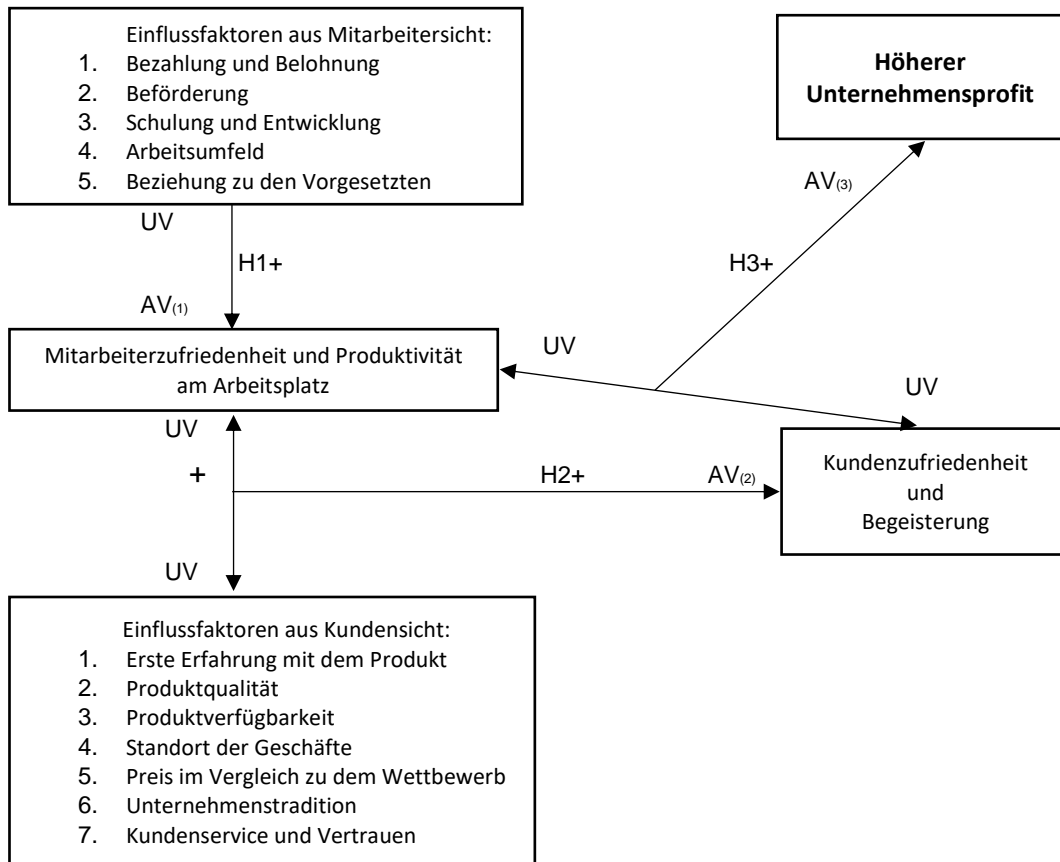 Einflussfaktoren aus Mitarbeitersicht:
1. Bezahlung und Belohnung
2. Beförderung
3. Schulung und Entwicklung
4. Arbeitsumfeld
5. Beziehung zu den Vorgesetzten
Höherer
Unternehmensprofit
UV
AV(3)
H1+
H3+
AV(1)
Mitarbeiterzufriedenheit und Produktivität
am Arbeitsplatz
UV
UV
UV
+
H2+
AV(2)
Kundenzufriedenheit
und
Begeisterung
UV
Einflussfaktoren aus Kundensicht:
1. Erste Erfahrung mit dem Produkt
2. Produktqualität
3. Produktverfügbarkeit
4. Standort der Geschäfte
5. Preis im Vergleich zu dem Wettbewerb
6. Unternehmenstradition
7. Kundenservice und Vertrauen